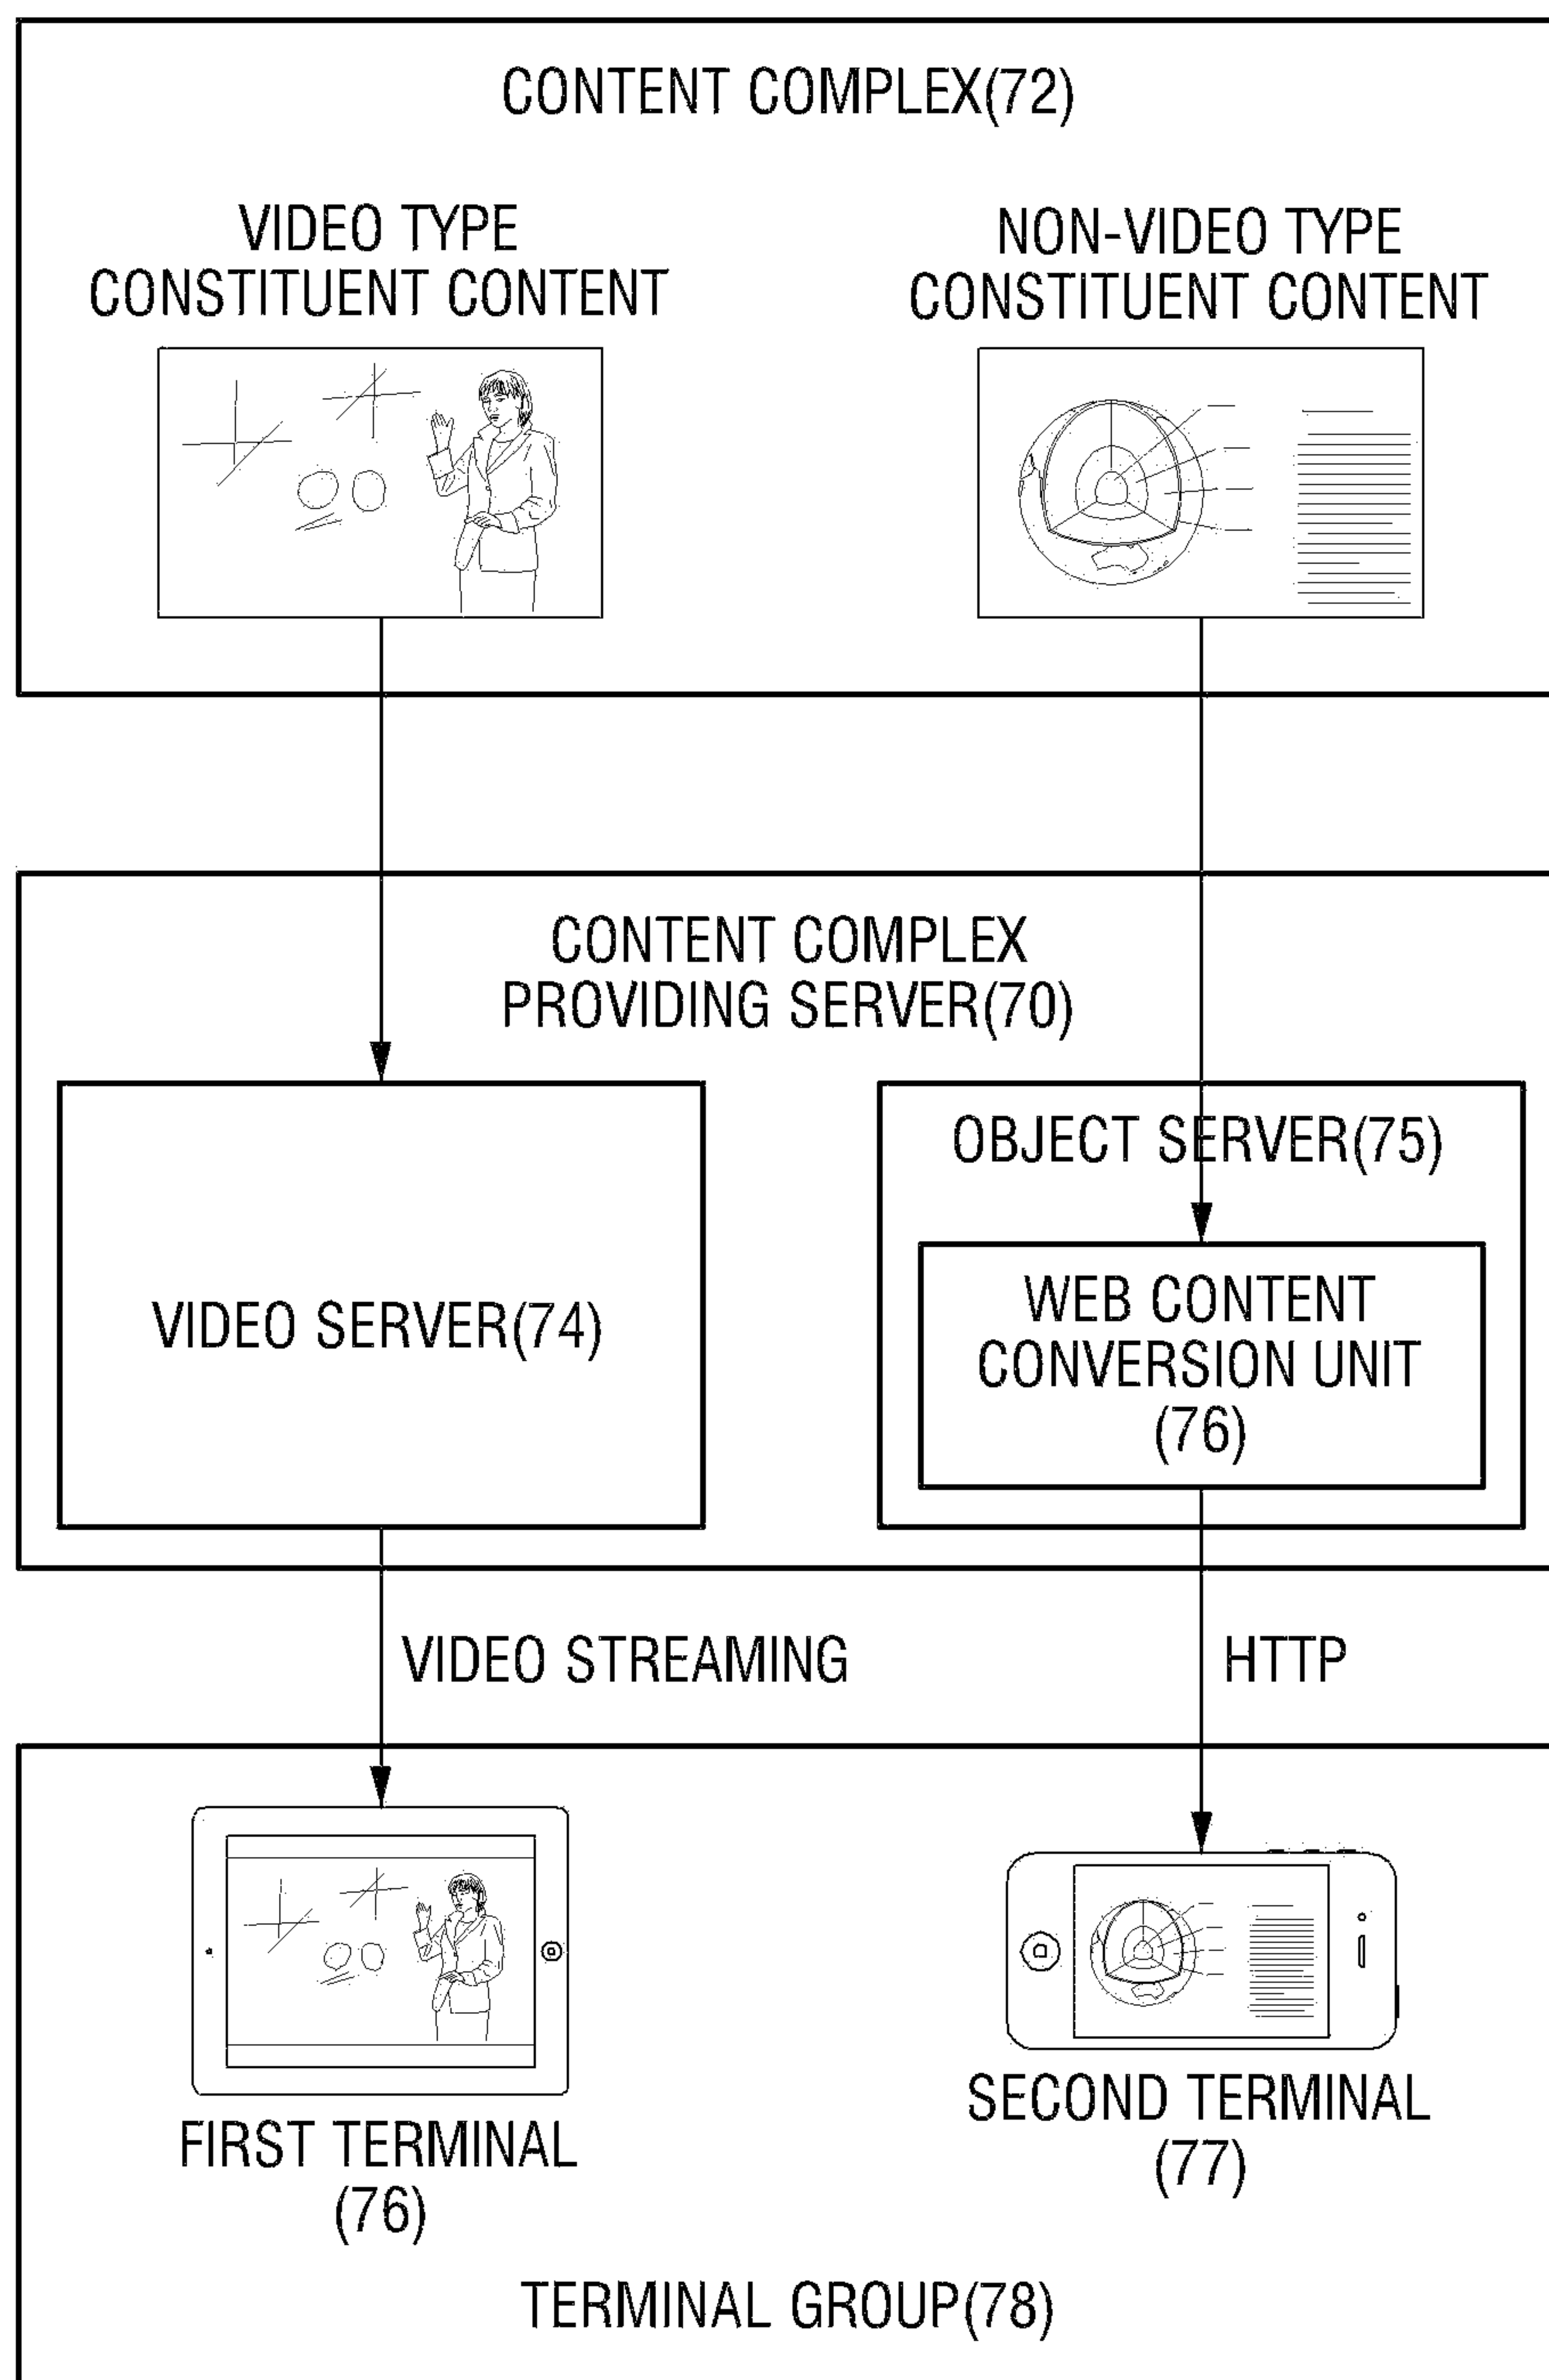 CONTENT COMPLEX(72)
VIDEO TYPE
CONSTITUENT CONTENT
NON-VIDEO TYPE
CONSTITUENT CONTENT
CONTENT COMPLEX
PROVIDING SERVER(70)
VIDEO SERVER(74)
OBJECT SERVER(75)
WEB CONTENT
CONVERSION UNIT
(76)
VIDEO STREAMING
HTTP
FIRST TERMINAL
(76)
SECOND TERMINAL
(77)
TERMINAL GROUP(78)